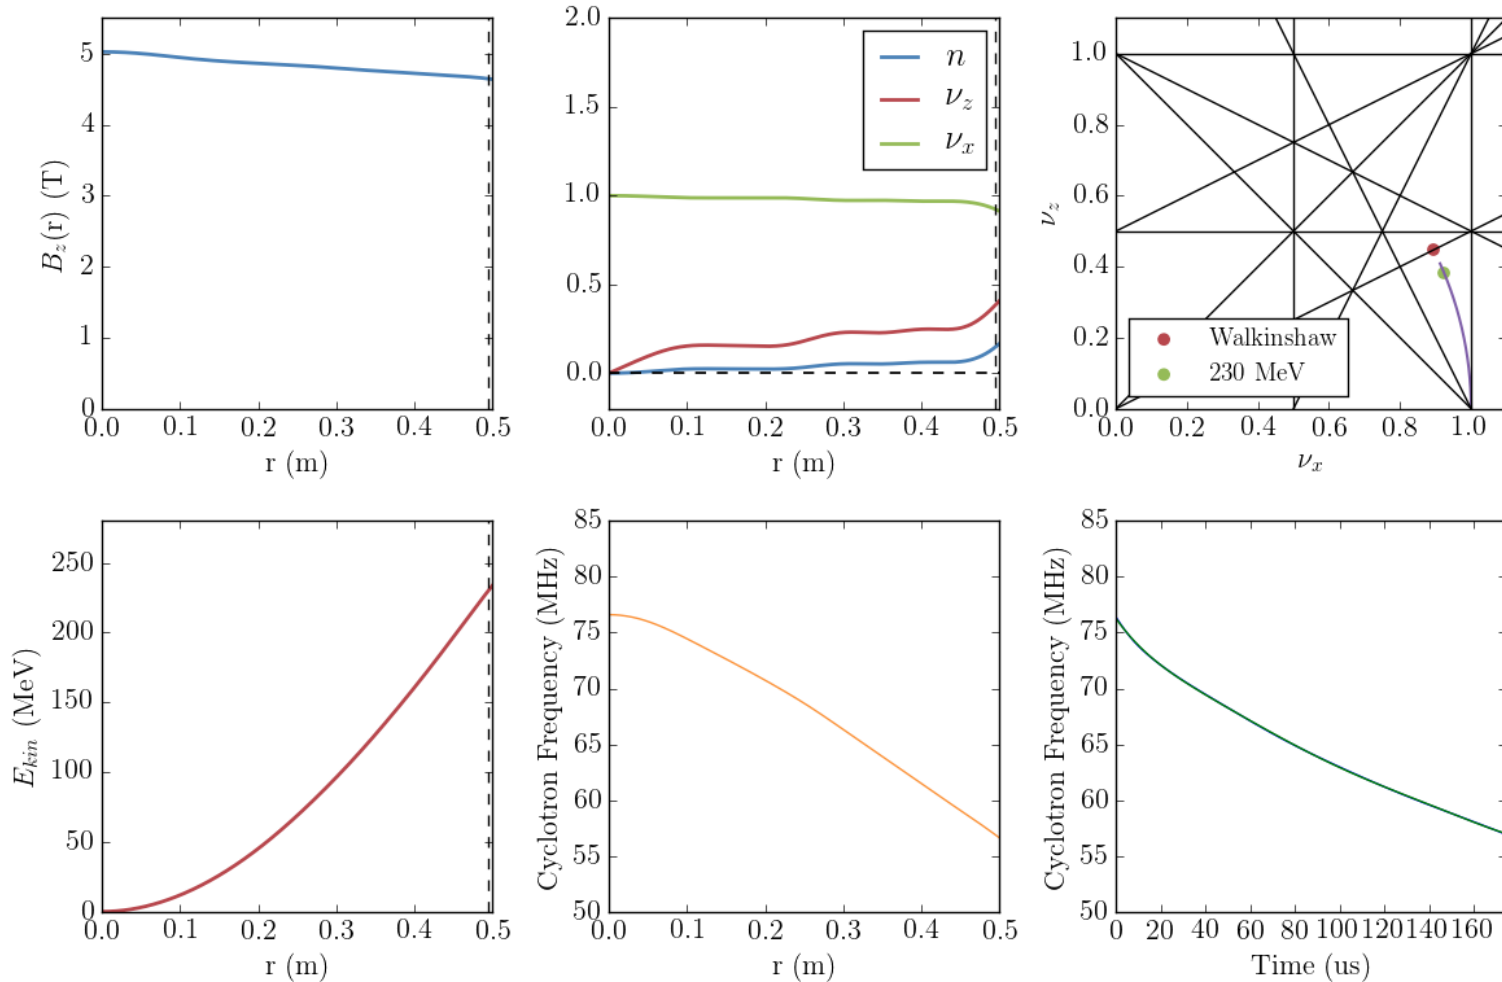 B_z(r) (T)
5
4
3
2
1
0
0.0 0.1 0.2 0.3 0.4 0.5
r (m)
2.0
1.5
1.0
0.5
0.0
n
ν_z
ν_x
0.0 0.1 0.2 0.3 0.4 0.5
r (m)
ν_z
1.0
0.8
0.6
0.4
0.2
0.0
Walkinshaw
230 MeV
0.0 0.2 0.4 0.6 0.8 1.0
ν_x
E_kin (MeV)
250
200
150
100
50
0
0.0 0.1 0.2 0.3 0.4 0.5
r (m)
Cyclotron Frequency (MHz)
85
80
75
70
65
60
55
50
0.0 0.1 0.2 0.3 0.4 0.5
r (m)
Cyclotron Frequency (MHz)
85
80
75
70
65
60
55
50
0 20 40 60 80 100 120 140 160
Time (us)